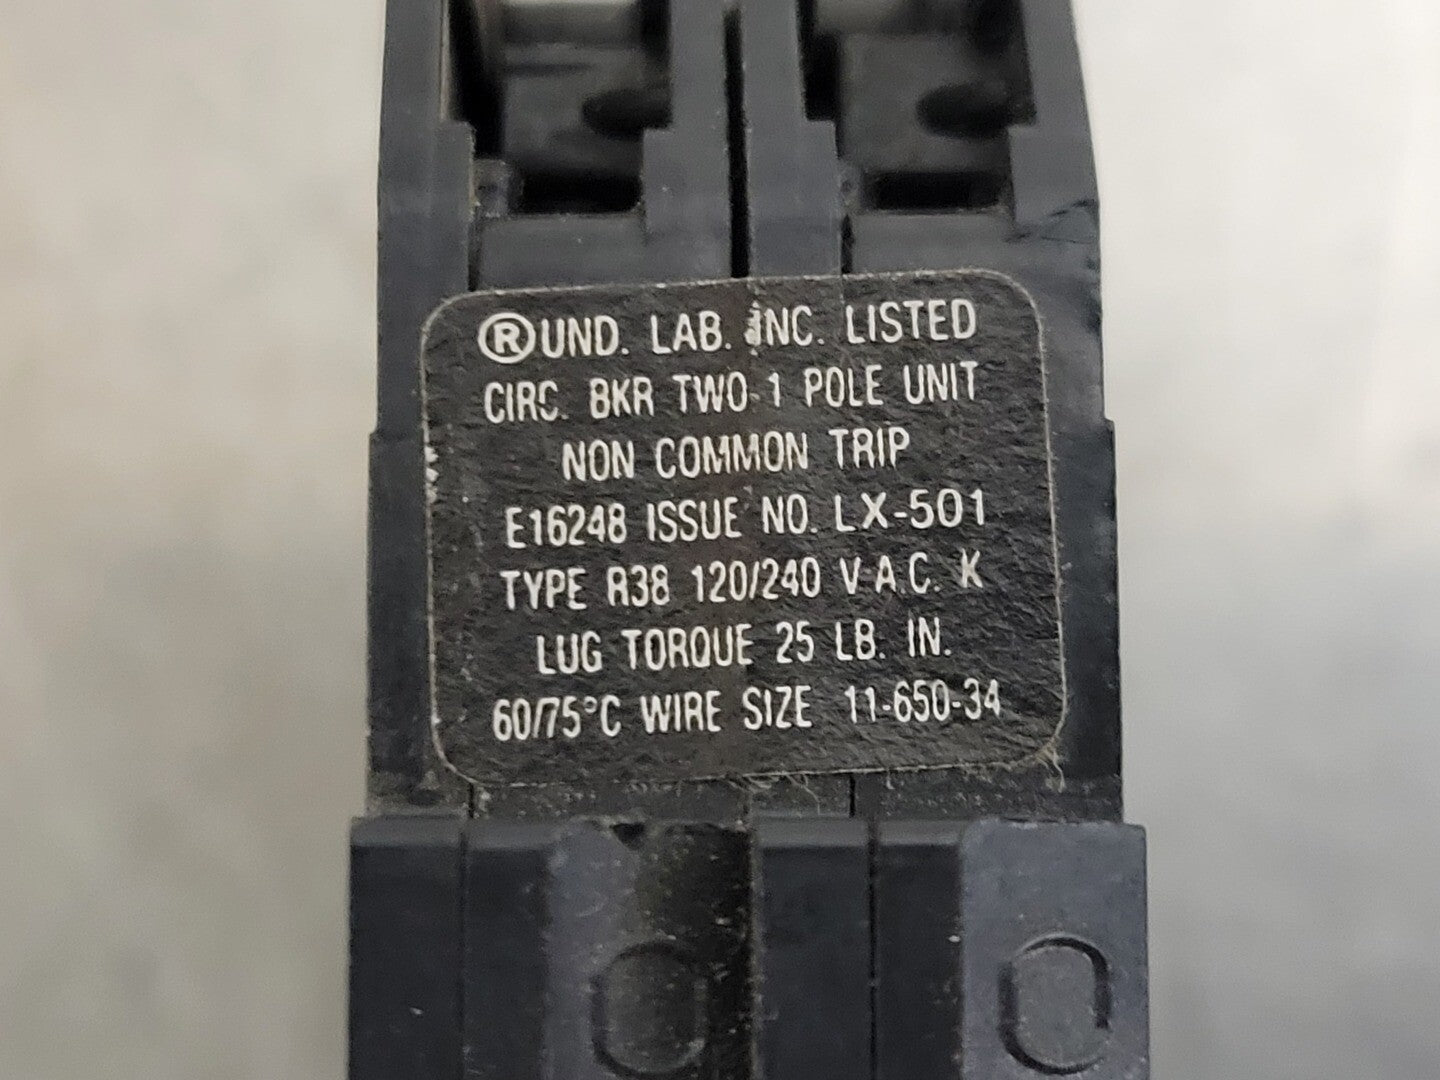 ® UND. LAB. INC. LISTED
CIRC. BKR TWO-1 POLE UNIT
NON COMMON TRIP
E16248 ISSUE NO. LX-501
TYPE R38 120/240 V.A.C. K
LUG TORQUE 25 LB. IN.
60/75°C WIRE SIZE 11-650-34